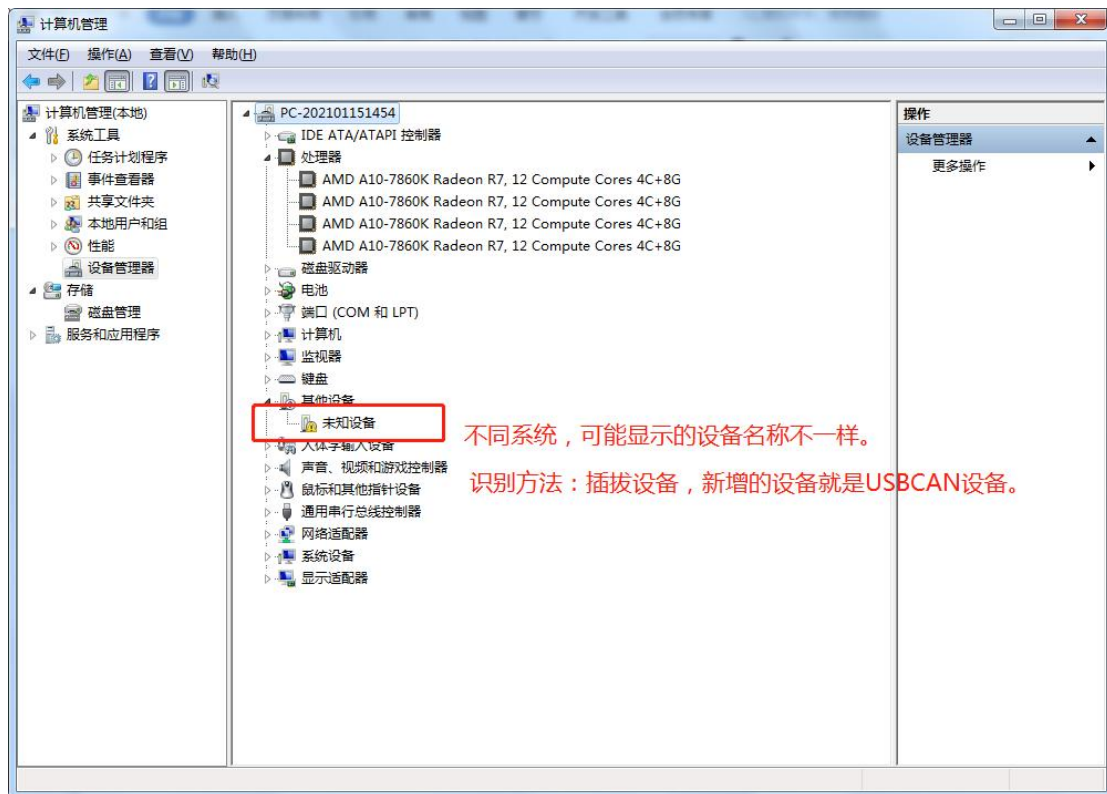 计算机管理
文件(F) 操作(A) 查看(V) 帮助(H)
计算机管理(本地)
系统工具
任务计划程序
事件查看器
共享文件夹
本地用户和组
性能
设备管理器
存储
磁盘管理
服务和应用程序
PC-202101151454
IDE ATA/ATAPI 控制器
处理器
AMD A10-7860K Radeon R7, 12 Compute Cores 4C+8G
AMD A10-7860K Radeon R7, 12 Compute Cores 4C+8G
AMD A10-7860K Radeon R7, 12 Compute Cores 4C+8G
AMD A10-7860K Radeon R7, 12 Compute Cores 4C+8G
磁盘驱动器
电池
端口 (COM 和 LPT)
计算机
监视器
键盘
其他设备
未知设备
人体学输入设备
声音、视频和游戏控制器
鼠标和其他指针设备
通用串行总线控制器
网络适配器
系统设备
显示适配器
不同系统，可能显示的设备名称不一样。
识别方法：插拔设备，新增的设备就是USBCAN设备。
操作
设备管理器
更多操作